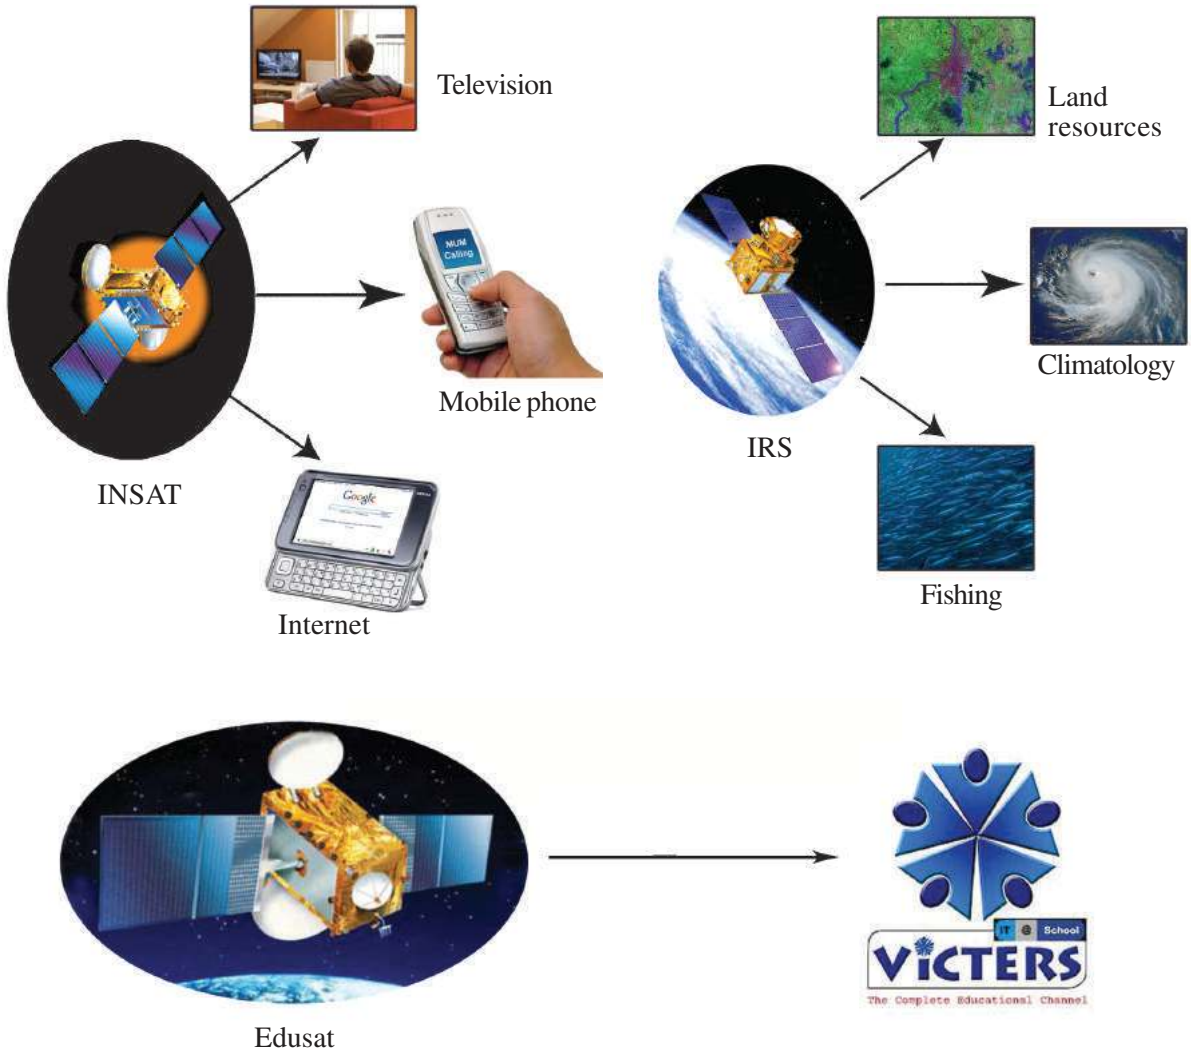 Television
Land
resources
MUM
Calling
Mobile phone
Climatology
INSAT
IRS
Google
Internet
Fishing
IT @ School
ViCTERS
The Complete Educational Channel
Edusat